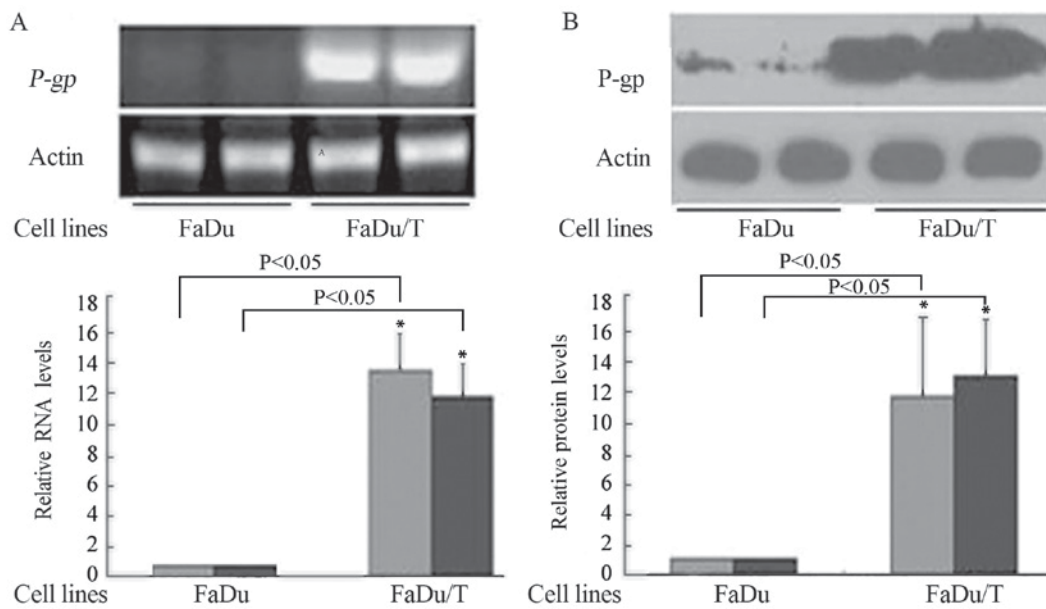 A
P-gp
Actin
Cell lines
FaDu
FaDu/T
P<0.05
P<0.05
Relative RNA levels
18
16
14
12
10
8
6
4
2
0
*
*
Cell lines
FaDu
FaDu/T
B
P-gp
Actin
Cell lines
FaDu
FaDu/T
P<0.05
P<0.05
Relative protein levels
18
16
14
12
10
8
6
4
2
0
*
*
Cell lines
FaDu
FaDu/T